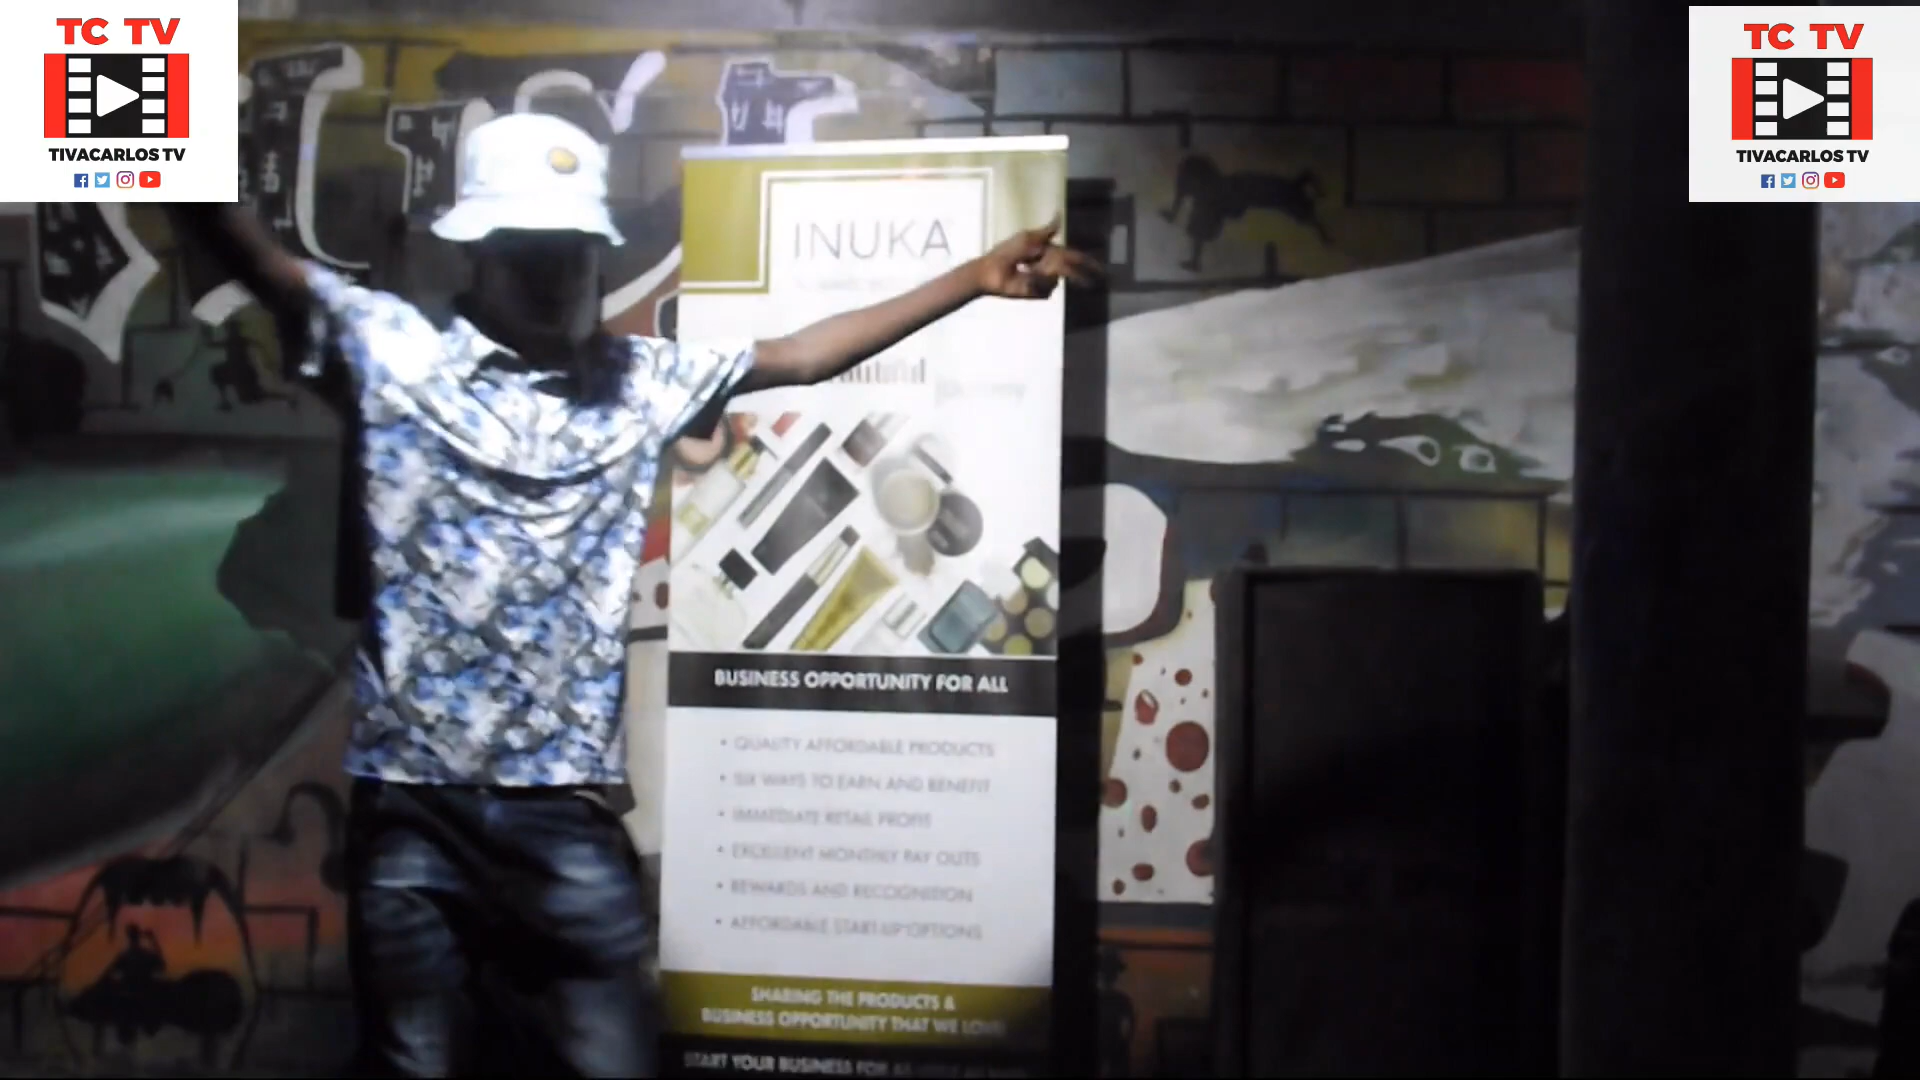 TC TV
TIVACARLOS TV
TC TV
TIVACARLOS TV
INUKA
BUSINESS OPPORTUNITY FOR ALL
• QUALITY AFFORDABLE PRODUCTS
• SIX WAYS TO EARN AND BENEFIT
• IMMEDIATE RETAIL PROFIT
• EXCELLENT MONTHLY PAY OUTS
• REWARDS AND RECOGNITION
• AFFORDABLE START-UP OPTIONS
SHARING THE PRODUCTS &
BUSINESS OPPORTUNITY THAT WE LOVE
START YOUR BUSINESS FOR